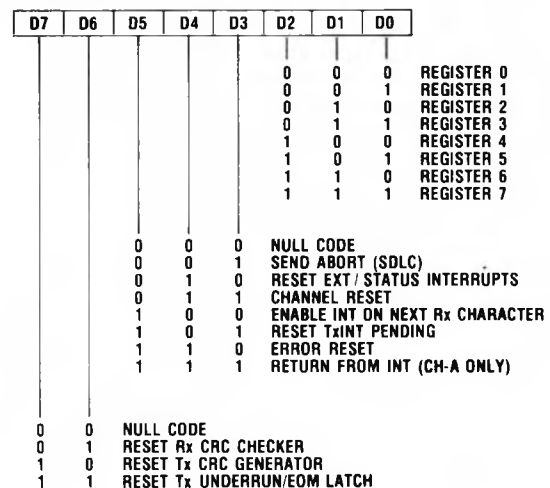 D7 D6 D5 D4 D3 D2 D1 D0
0 0 0 REGISTER 0
0 0 1 REGISTER 1
0 1 0 REGISTER 2
0 1 1 REGISTER 3
1 0 0 REGISTER 4
1 0 1 REGISTER 5
1 1 0 REGISTER 6
1 1 1 REGISTER 7
0 0 0 NULL CODE
0 0 1 SEND ABORT (SDLC)
0 1 0 RESET EXT / STATUS INTERRUPTS
0 1 1 CHANNEL RESET
1 0 0 ENABLE INT ON NEXT Rx CHARACTER
1 0 1 RESET TxINT PENDING
1 1 0 ERROR RESET
1 1 1 RETURN FROM INT (CH-A ONLY)
0 0 NULL CODE
0 1 RESET Rx CRC CHECKER
1 0 RESET Tx CRC GENERATOR
1 1 RESET Tx UNDERRUN/EOM LATCH